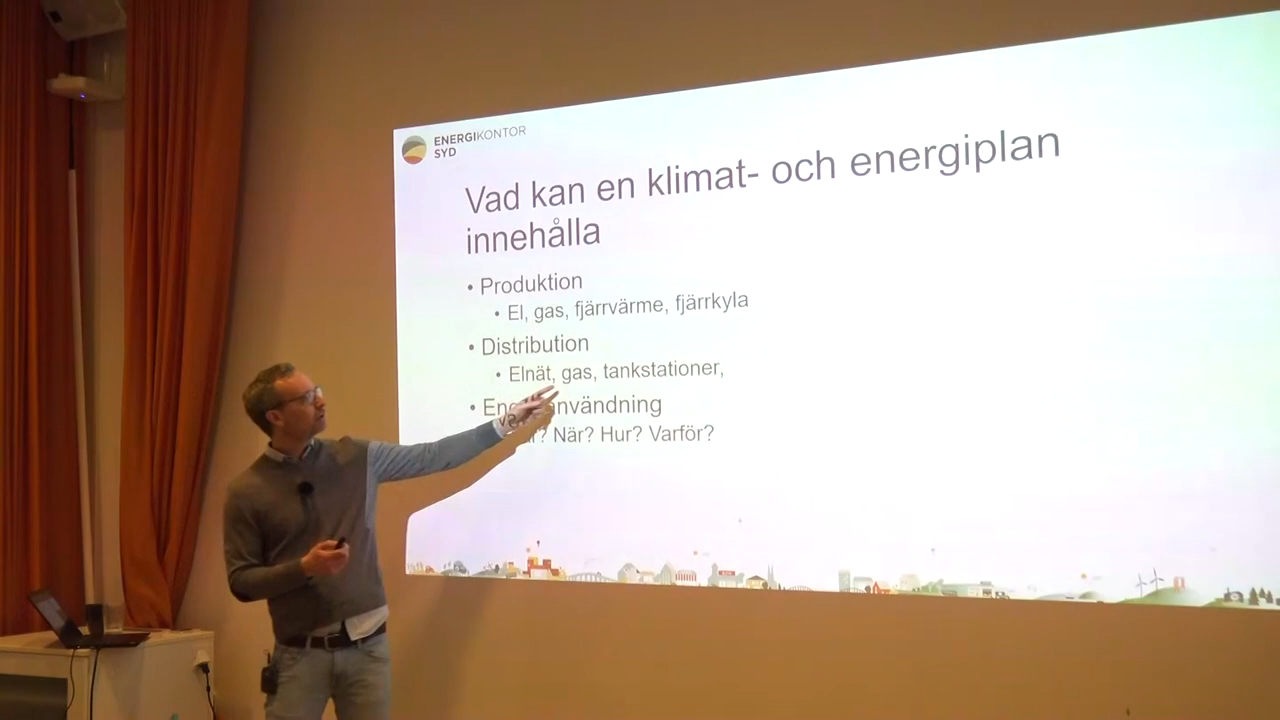 ENERGIKONTOR
SYD
Vad kan en klimat- och energiplan
innehålla
• Produktion
• El, gas, fjärrvärme, fjärrkyla
• Distribution
• Elnät, gas, tankstationer,
• Energianvändning
När? Hur? Varför?